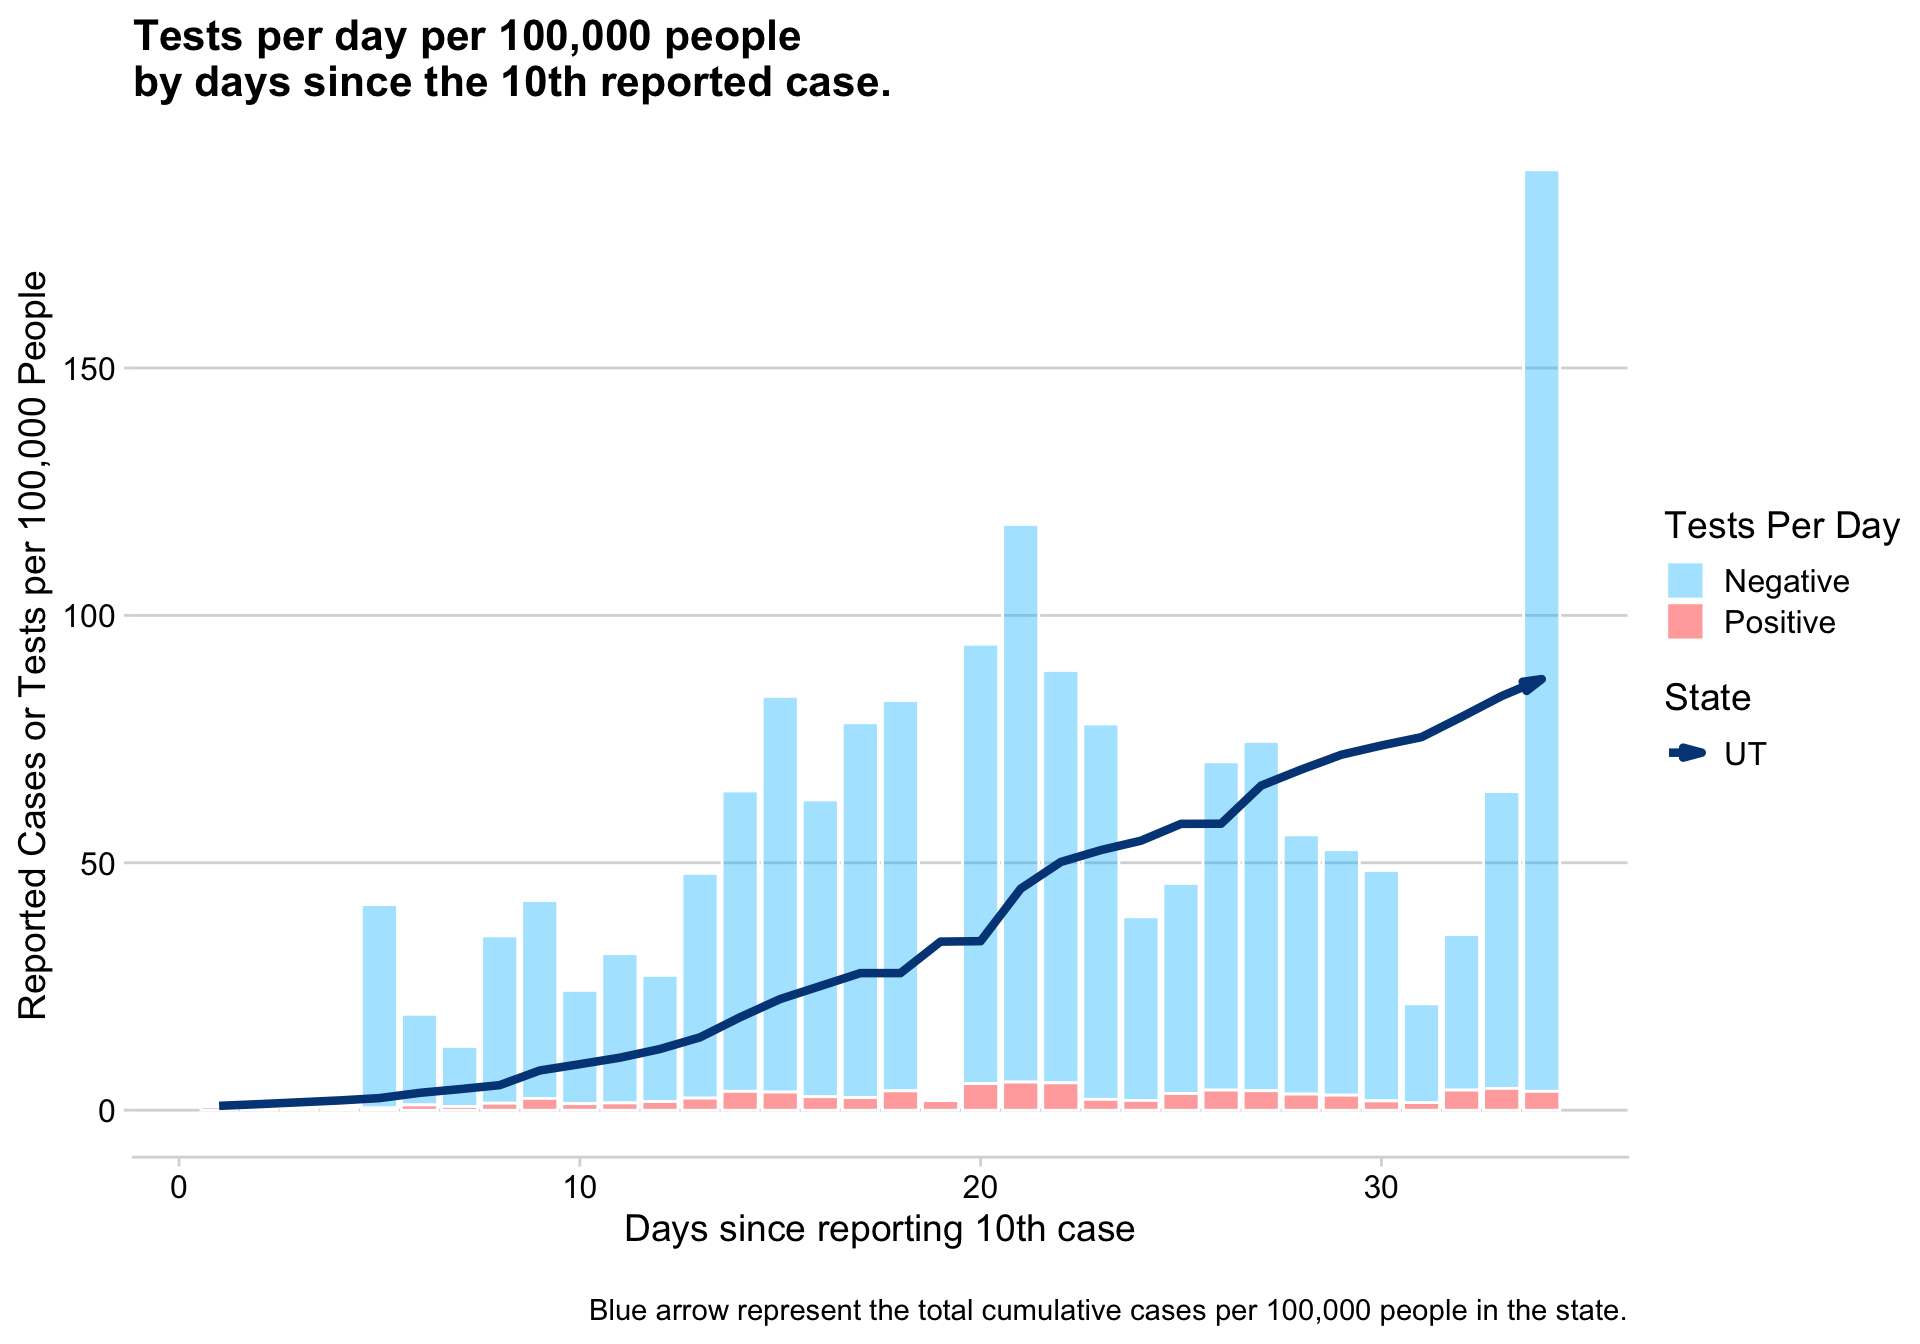 Tests per day per 100,000 people
by days since the 10th reported case.
Reported Cases or Tests per 100,000 People
150
100
50
0
0
10
20
30
Days since reporting 10th case
Tests Per Day
Negative
Positive
State
UT
Blue arrow represent the total cumulative cases per 100,000 people in the state.